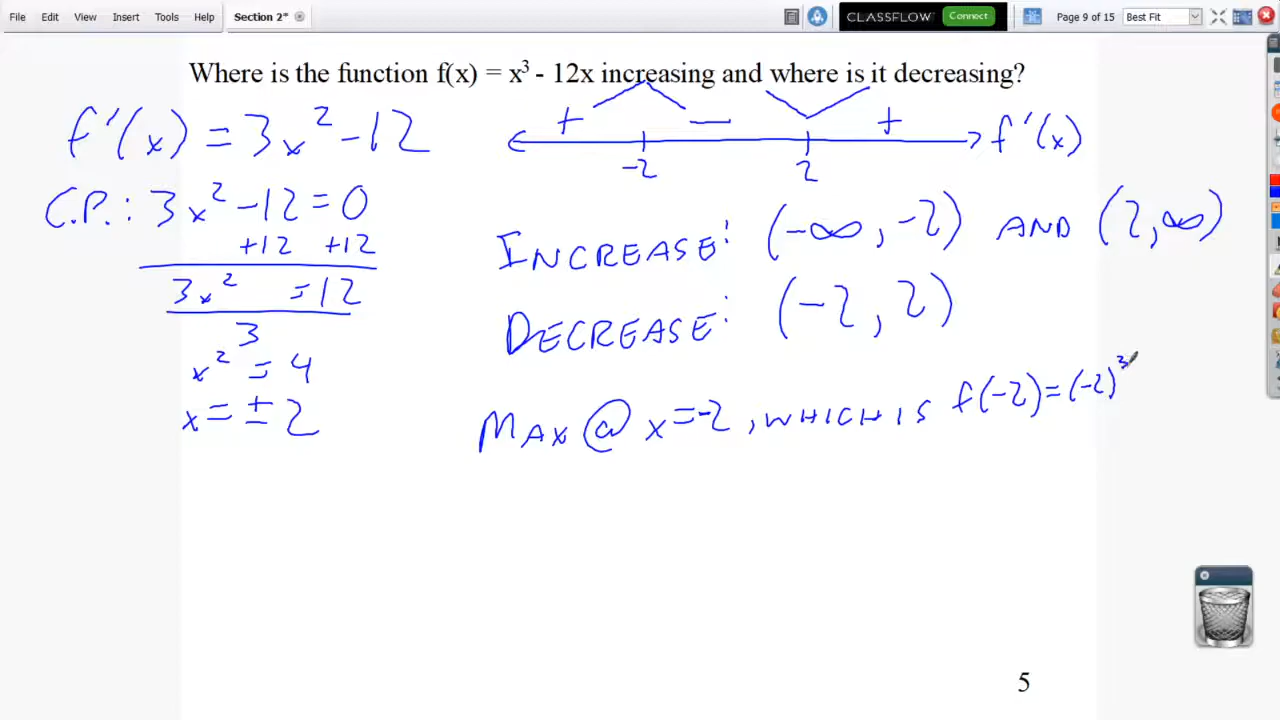 File Edit View Insert Tools Help Section 2* CLASSFLOW Connect Page 9 of 15 Best Fit
Where is the function f(x) = x³ - 12x increasing and where is it decreasing?
f'(x) = 3x² - 12
+ — +
-2 2 f'(x)
C.P.: 3x² - 12 = 0
+12 +12
3x² = 12
3
x² = 4
x = ± 2
INCREASE: (-∞, -2) AND (2, ∞)
DECREASE: (-2, 2)
MAX @ x = -2, WHICH IS f(-2) = (-2)³
5